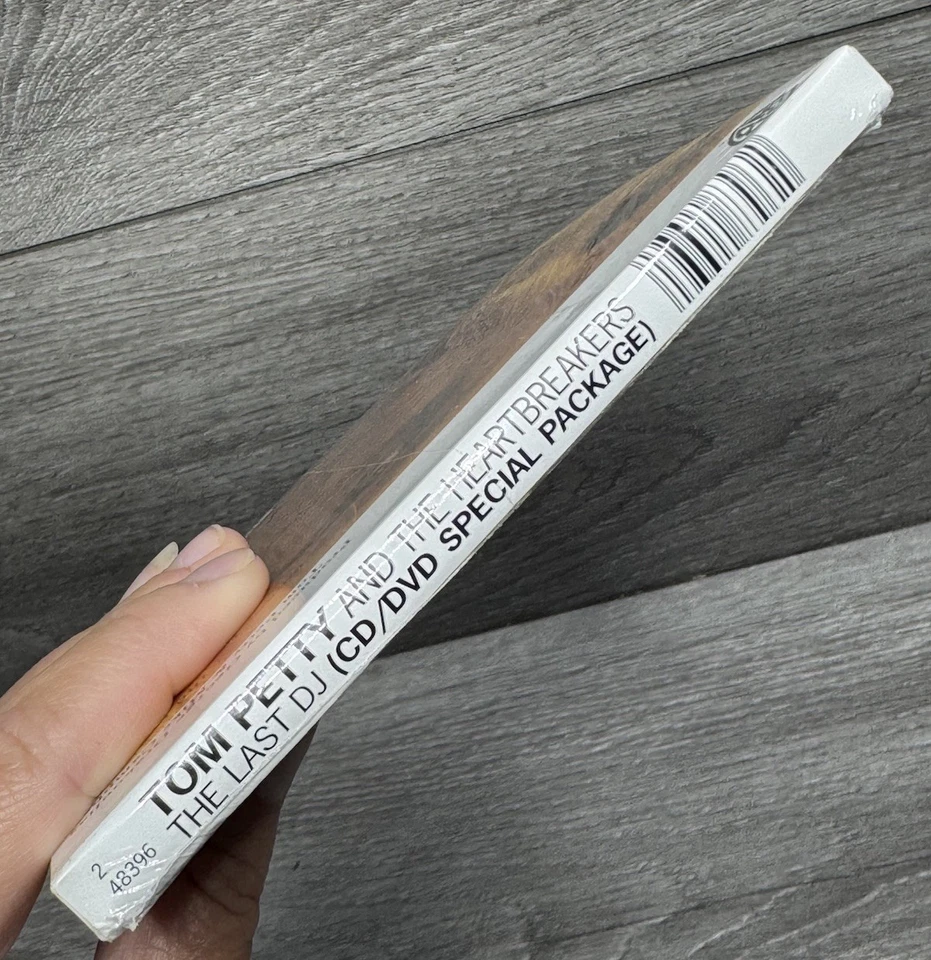 TOM PETTY AND THE HEARTBREAKERS
THE LAST DJ (CD/DVD SPECIAL PACKAGE)
2
48396